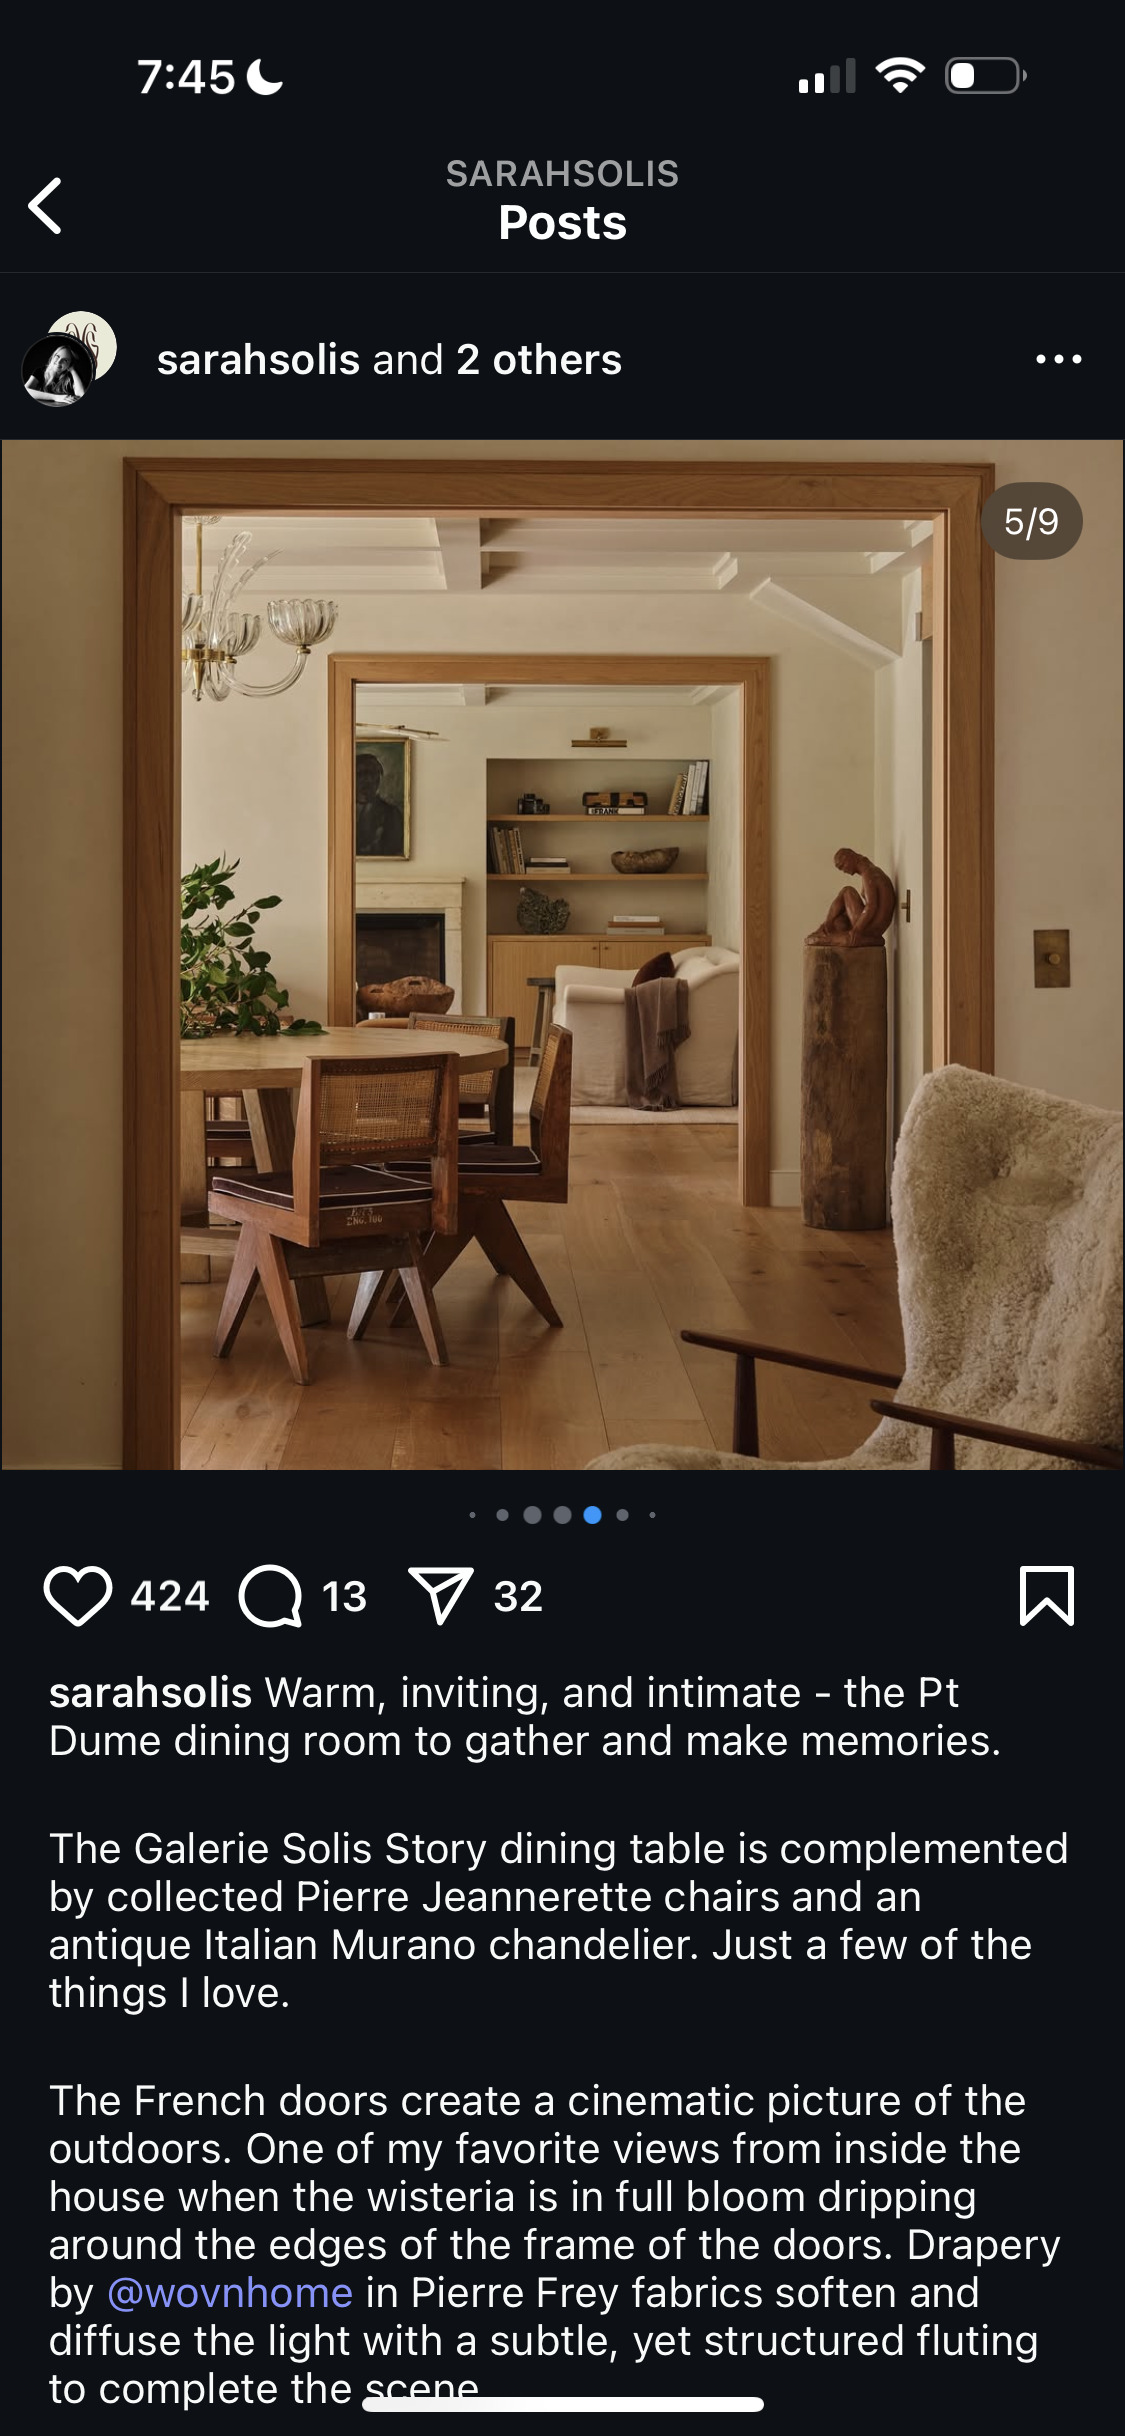 7:45
SARAHSOLIS
Posts
sarahsolis and 2 others
5/9
FRANK
424
13
32
sarahsolis Warm, inviting, and intimate - the Pt
Dume dining room to gather and make memories.
The Galerie Solis Story dining table is complemented
by collected Pierre Jeannerette chairs and an
antique Italian Murano chandelier. Just a few of the
things I love.
The French doors create a cinematic picture of the
outdoors. One of my favorite views from inside the
house when the wisteria is in full bloom dripping
around the edges of the frame of the doors. Drapery
by @wovnhome in Pierre Frey fabrics soften and
diffuse the light with a subtle, yet structured fluting
to complete the scene